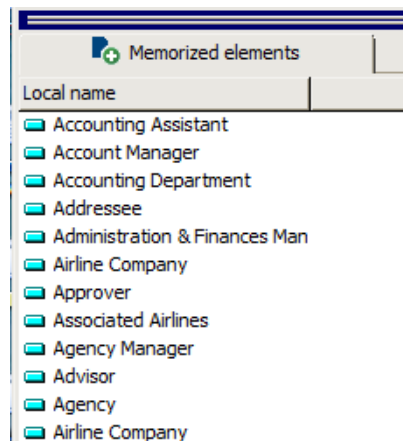 Memorized elements
Local name
Accounting Assistant
Account Manager
Accounting Department
Addressee
Administration & Finances Man
Airline Company
Approver
Associated Airlines
Agency Manager
Advisor
Agency
Airline Company